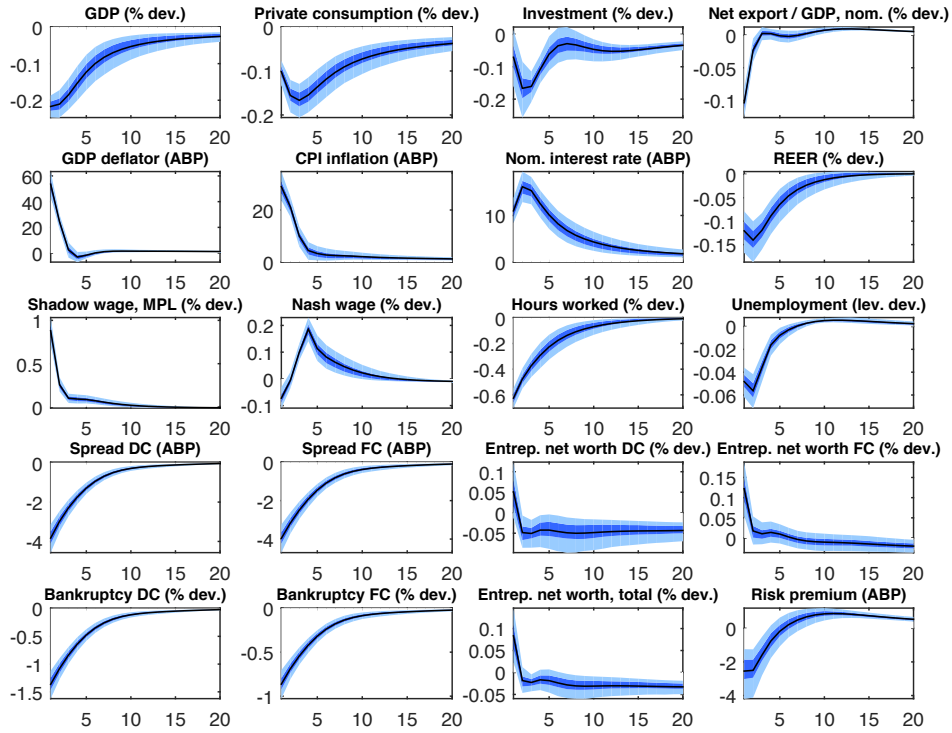 GDP (% dev.)
Private consumption (% dev.)
Investment (% dev.)
Net export / GDP, nom. (% dev.)
0
-0.1
-0.2
5 10 15 20
0
-0.1
-0.2
5 10 15 20
0
-0.1
-0.2
5 10 15 20
0
-0.05
-0.1
5 10 15 20
GDP deflator (ABP)
CPI inflation (ABP)
Nom. interest rate (ABP)
REER (% dev.)
60
40
20
0
5 10 15 20
20
0
5 10 15 20
10
0
5 10 15 20
0
-0.05
-0.1
-0.15
5 10 15 20
Shadow wage, MPL (% dev.)
Nash wage (% dev.)
Hours worked (% dev.)
Unemployment (lev. dev.)
1
0.5
0
5 10 15 20
0.2
0.1
0
-0.1
5 10 15 20
0
-0.2
-0.4
-0.6
5 10 15 20
0
-0.02
-0.04
-0.06
5 10 15 20
Spread DC (ABP)
Spread FC (ABP)
Entrep. net worth DC (% dev.)
Entrep. net worth FC (% dev.)
0
-2
-4
5 10 15 20
0
-2
-4
5 10 15 20
0.1
0.05
0
-0.05
5 10 15 20
0.15
0.1
0.05
0
5 10 15 20
Bankruptcy DC (% dev.)
Bankruptcy FC (% dev.)
Entrep. net worth, total (% dev.)
Risk premium (ABP)
0
-0.5
-1
-1.5
5 10 15 20
0
-0.5
-1
5 10 15 20
0.1
0.05
0
-0.05
5 10 15 20
0
-2
-4
5 10 15 20